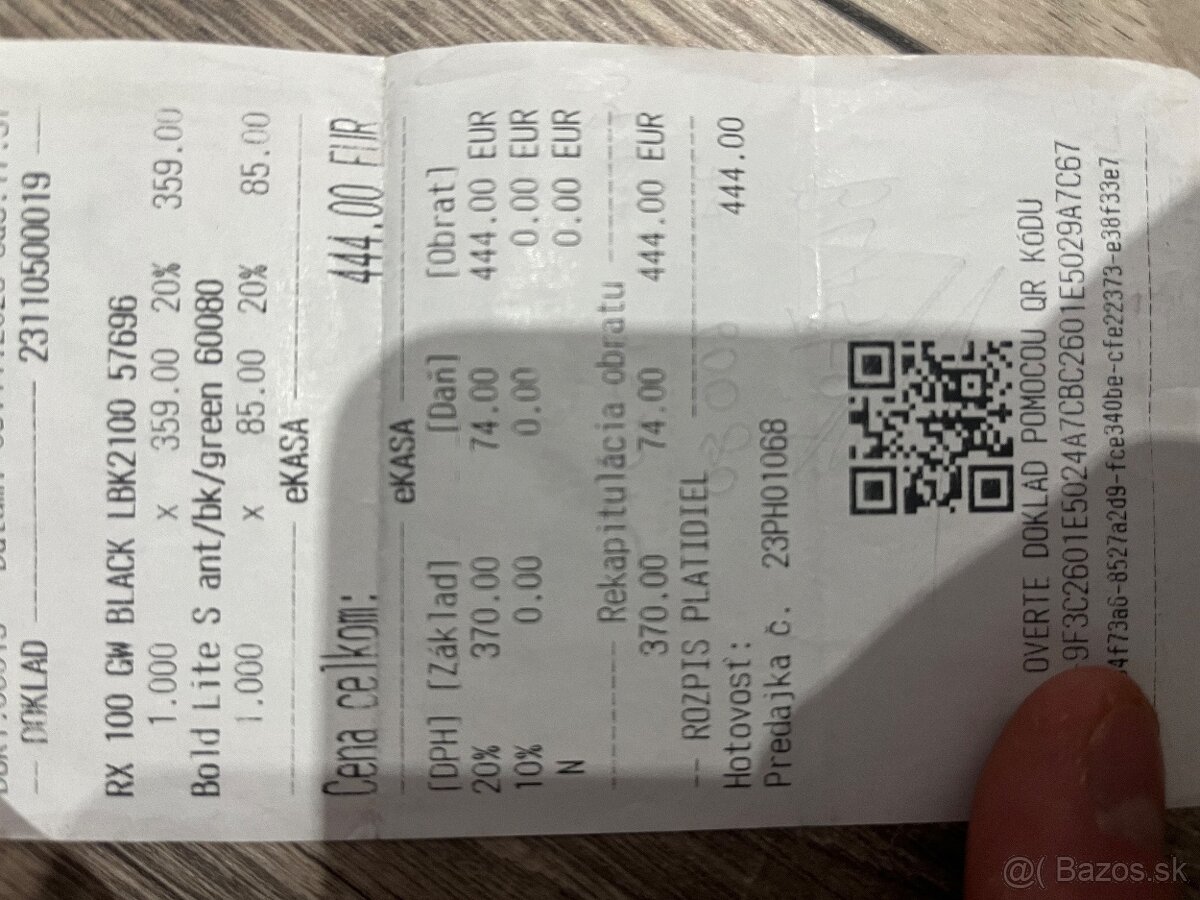 -- DOKLAD -------- 23110500019 --
RX 100 GW BLACK LBK2100 57696
1.000 x 359.00 20% 359.00
Bold Lite S ant/bk/green 60080
1.000 x 85.00 20% 85.00
eKASA
Cena celkom: 444.00 EUR
eKASA
[DPH] [Základ] [Daň] [Obrat]
20% 370.00 74.00 444.00 EUR
10% 0.00 0.00 0.00 EUR
N 0.00 EUR
------- Rekapitulácia obratu -------
370.00 74.00 444.00 EUR
-- ROZPIS PLATIDIEL --------
Hotovosť: 444.00
Predajka č. 23PH01068
OVERTE DOKLAD POMOCOU QR KÓDU
9F3C2601E5024A7CBC2601E5029A7C67
4f73a6-8527a2d9-fce340be-cfe22373-e38f33e7
@( Bazos.sk